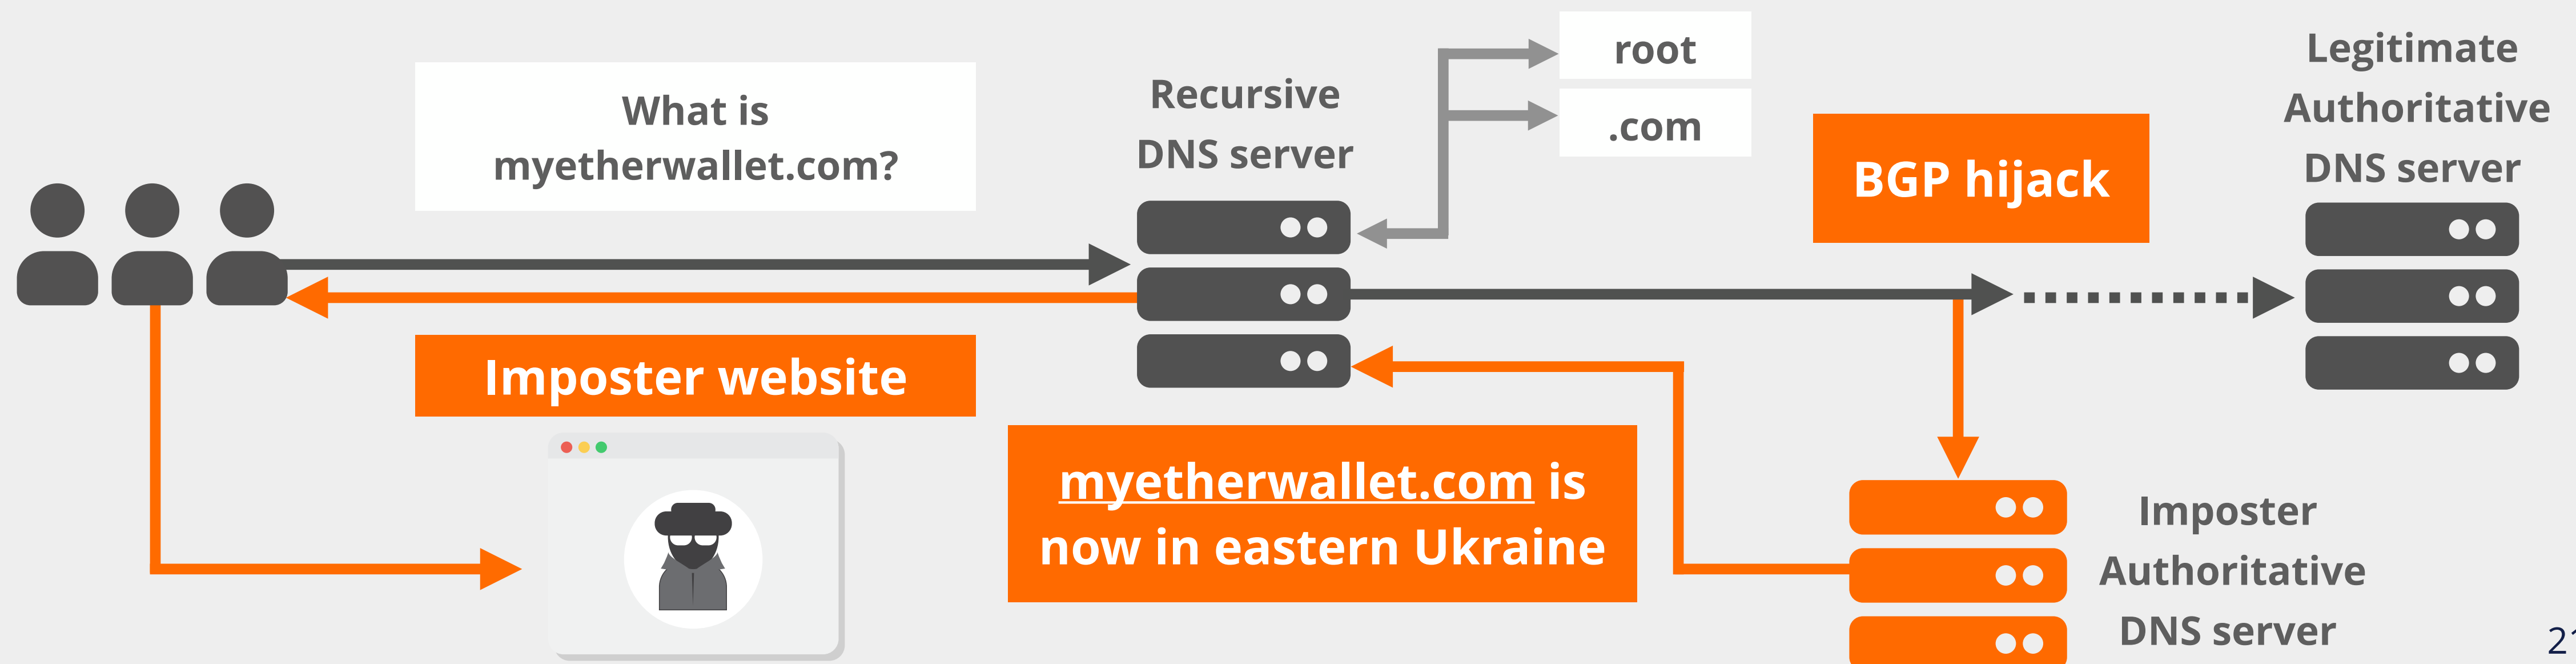 What is
myetherwallet.com?
Recursive
DNS server
root
.com
BGP hijack
Legitimate
Authoritative
DNS server
Imposter website
myetherwallet.com is
now in eastern Ukraine
Imposter
Authoritative
DNS server
21